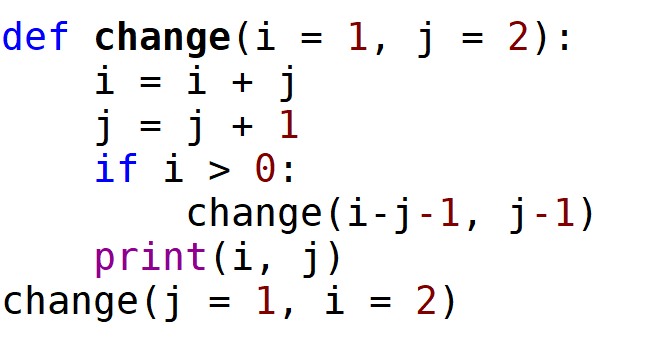 def change(i = 1, j = 2):
    i = i + j
    j = j + 1
    if i > 0:
        change(i-j-1, j-1)
    print(i, j)
change(j = 1, i = 2)